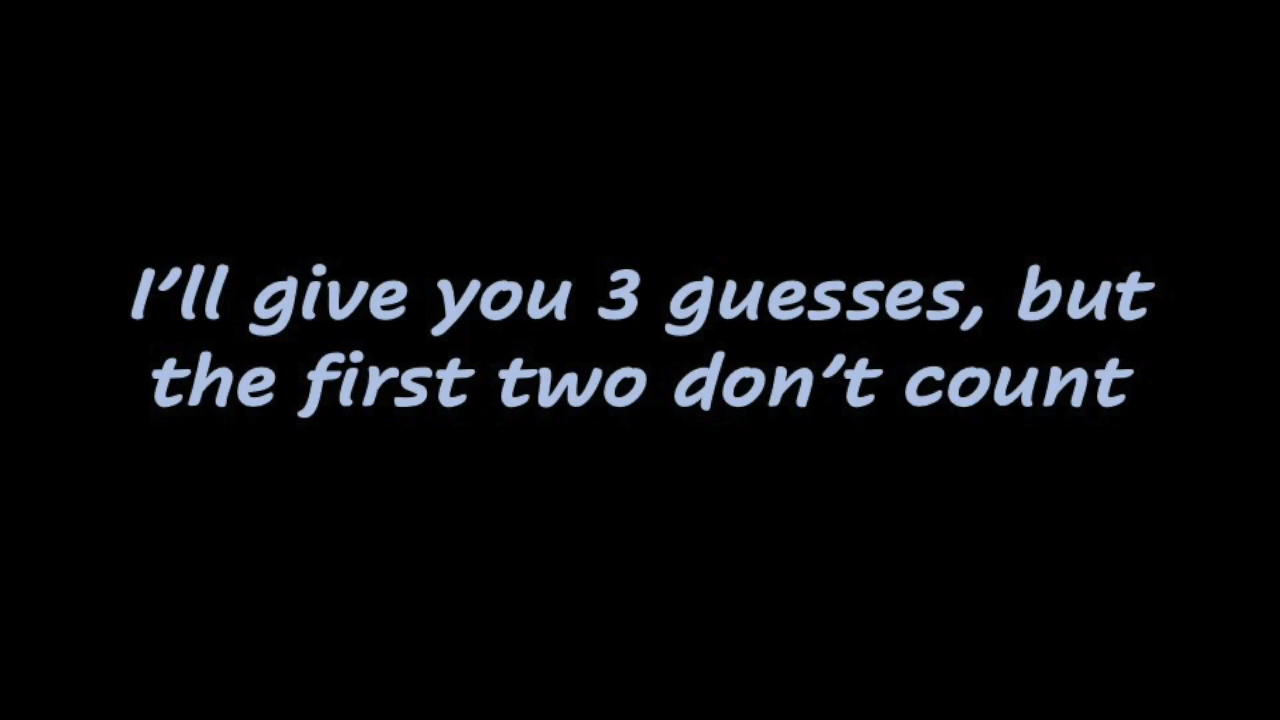 I’ll give you 3 guesses, but
the first two don’t count